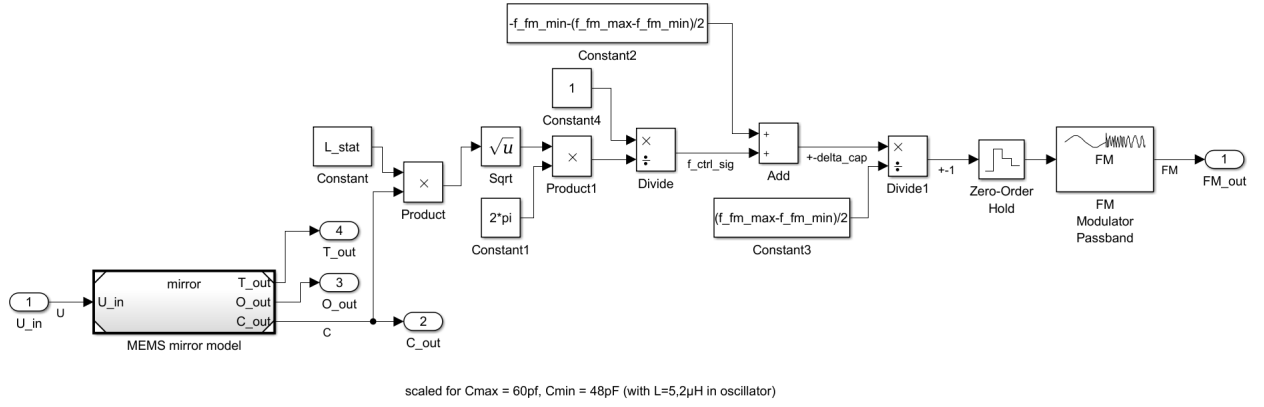 -f_fm_min-(f_fm_max-f_fm_min)/2
Constant2
1
Constant4
L_stat
Constant
×
Product
√u
Sqrt
×
Product1
2*pi
Constant1
×
÷
Divide
f_ctrl_sig
+
+
Add
+-delta_cap
(f_fm_max-f_fm_min)/2
Constant3
×
÷
Divide1
+-1
Zero-Order
Hold
FM
FM
Modulator
Passband
FM
1
FM_out
4
T_out
3
O_out
2
C_out
1
U_in
U
mirror
U_in
T_out
O_out
C_out
MEMS mirror model
C
scaled for Cmax = 60pf, Cmin = 48pF (with L=5,2µH in oscillator)